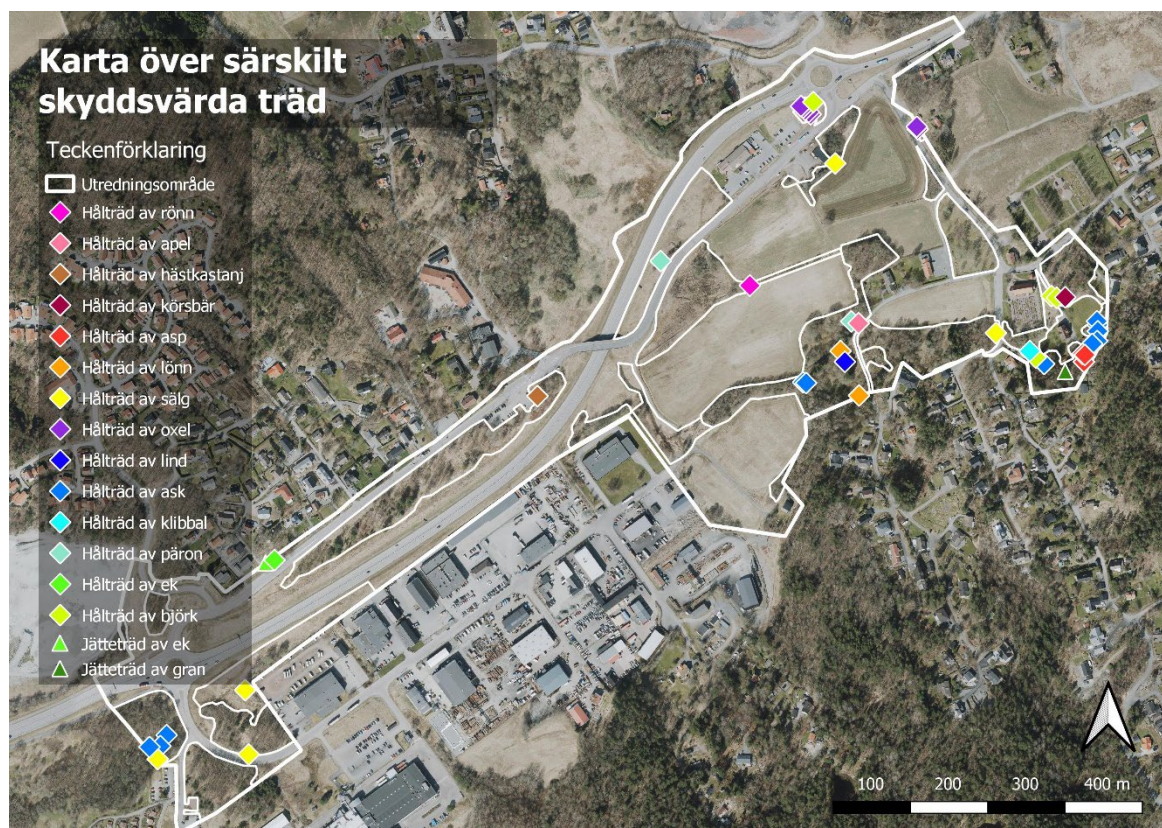 Karta över särskilt
skyddsvärda träd
Teckenförklaring
Utredningsområde
Hålträd av rönn
Hålträd av apel
Hålträd av hästkastanj
Hålträd av körsbär
Hålträd av asp
Hålträd av lönn
Hålträd av sälg
Hålträd av oxel
Hålträd av lind
Hålträd av ask
Hålträd av klibbal
Hålträd av päron
Hålträd av ek
Hålträd av björk
Jätteträd av ek
Jätteträd av gran
100 200 300 400 m